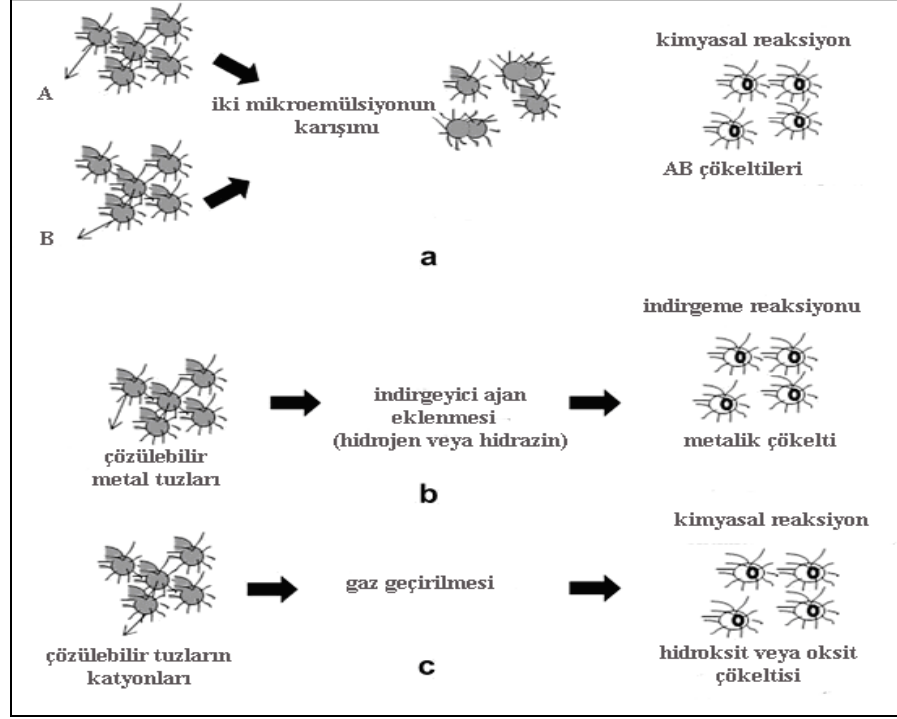 A
iki mikroemülsiyonun
karışımı
B
kimyasal reaksiyon
AB çökeltileri
a
çözülebilir
metal tuzları
indirgeyici ajan
eklenmesi
(hidrojen veya hidrazin)
indirgeme reaksiyonu
metalik çökelti
b
çözülebilir tuzların
katyonları
gaz geçirilmesi
kimyasal reaksiyon
hidroksit veya oksit
çökeltisi
c